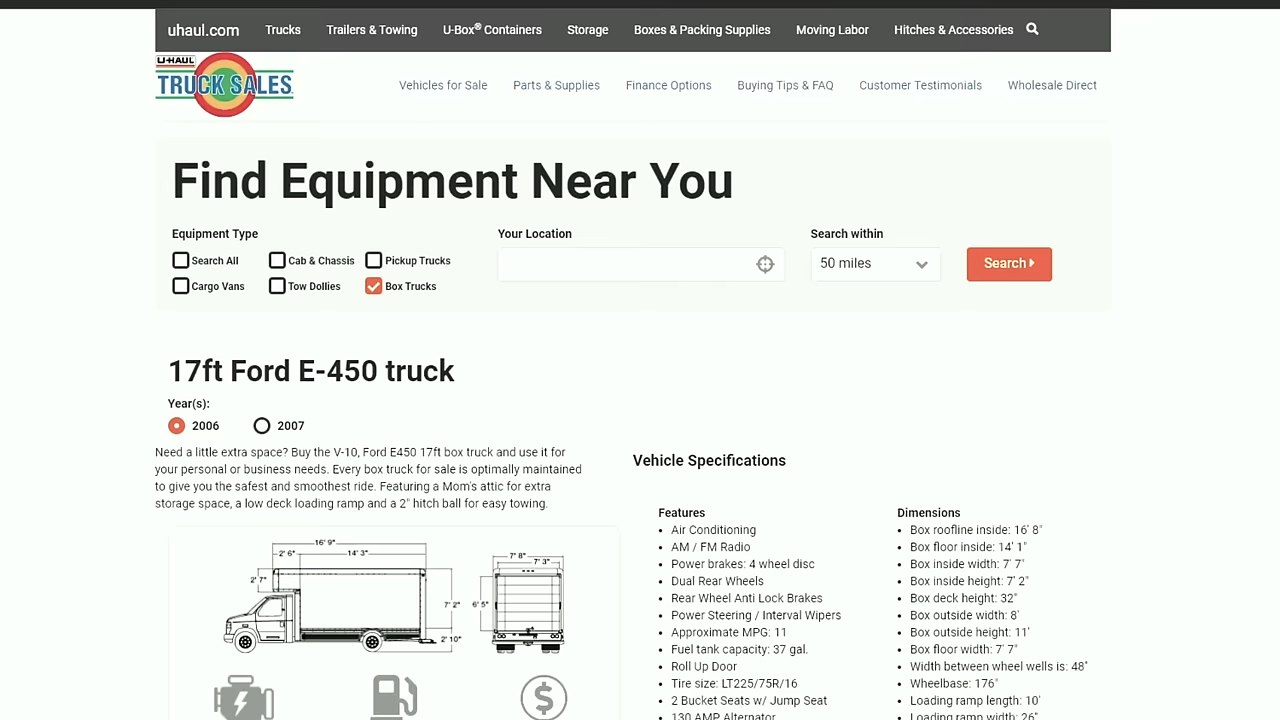 uhaul.com Trucks Trailers & Towing U-Box® Containers Storage Boxes & Packing Supplies Moving Labor Hitches & Accessories
U-HAUL
TRUCK SALES
Vehicles for Sale Parts & Supplies Finance Options Buying Tips & FAQ Customer Testimonials Wholesale Direct
Find Equipment Near You
Equipment Type
Search All Cab & Chassis Pickup Trucks
Cargo Vans Tow Dollies Box Trucks
Your Location
Search within
50 miles
Search
17ft Ford E-450 truck
Year(s):
2006 2007
Need a little extra space? Buy the V-10, Ford E450 17ft box truck and use it for
your personal or business needs. Every box truck for sale is optimally maintained
to give you the safest and smoothest ride. Featuring a Mom's attic for extra
storage space, a low deck loading ramp and a 2" hitch ball for easy towing.
16' 9"
2' 6" 14' 3"
2' 7"
7' 2"
2' 10"
7' 8"
7' 3"
6' 5"
Vehicle Specifications
Features
• Air Conditioning
• AM / FM Radio
• Power brakes: 4 wheel disc
• Dual Rear Wheels
• Rear Wheel Anti Lock Brakes
• Power Steering / Interval Wipers
• Approximate MPG: 11
• Fuel tank capacity: 37 gal.
• Roll Up Door
• Tire size: LT225/75R/16
• 2 Bucket Seats w/ Jump Seat
• 130 AMP Alternator
Dimensions
• Box roofline inside: 16' 8"
• Box floor inside: 14' 1"
• Box inside width: 7' 7"
• Box inside height: 7' 2"
• Box deck height: 32"
• Box outside width: 8'
• Box outside height: 11'
• Box floor width: 7' 7"
• Width between wheel wells is: 48"
• Wheelbase: 176"
• Loading ramp length: 10'
• Loading ramp width: 26"